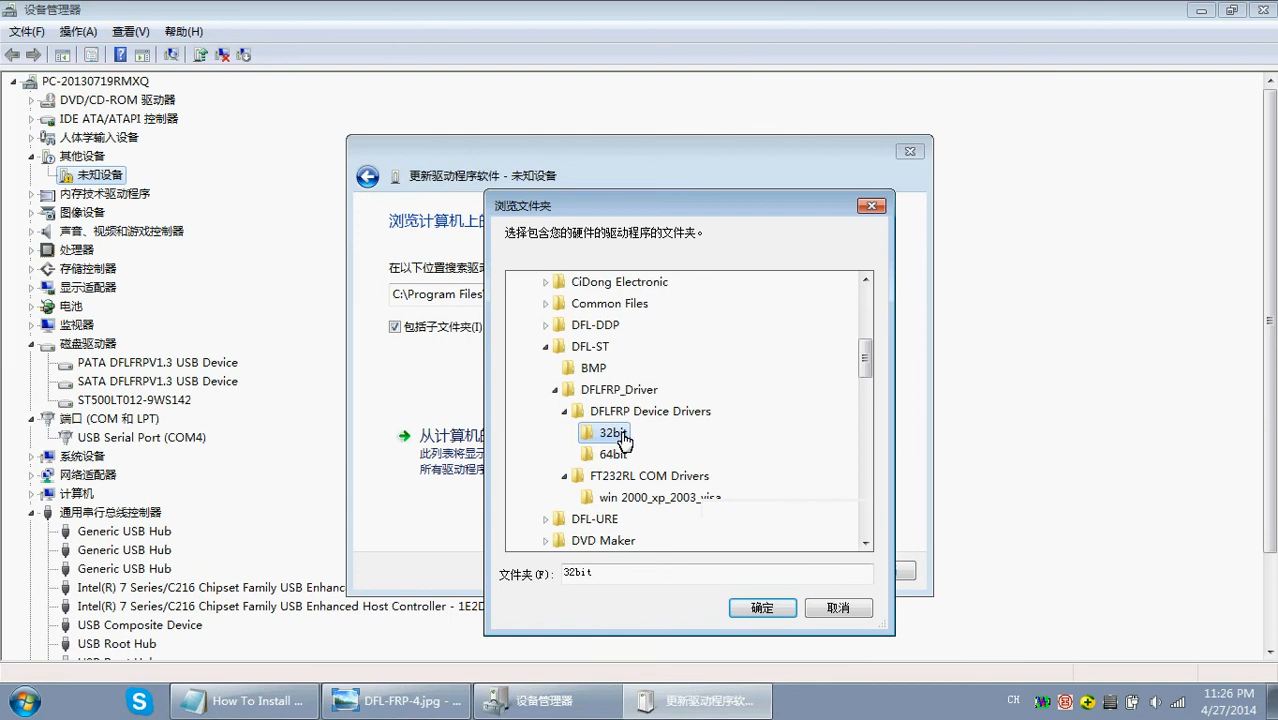 设备管理器
文件(F) 操作(A) 查看(V) 帮助(H)
PC-20130719RMXQ
DVD/CD-ROM 驱动器
IDE ATA/ATAPI 控制器
人体学输入设备
其他设备
未知设备
内存技术驱动程序
图像设备
声音、视频和游戏控制器
处理器
存储控制器
显示适配器
电池
监视器
磁盘驱动器
PATA DFLFRPV1.3 USB Device
SATA DFLFRPV1.3 USB Device
ST500LT012-9WS142
端口 (COM 和 LPT)
USB Serial Port (COM4)
系统设备
网络适配器
计算机
通用串行总线控制器
Generic USB Hub
Generic USB Hub
Generic USB Hub
Intel(R) 7 Series/C216 Chipset Family USB Enhanced
Intel(R) 7 Series/C216 Chipset Family USB Enhanced Host Controller - 1E2D
USB Composite Device
USB Root Hub
USB Root Hub
更新驱动程序软件 - 未知设备
浏览计算机上的
在以下位置搜索驱动
C:\Program Files
包括子文件夹(I)
从计算机的
此列表将显示
所有驱动程序
浏览文件夹
选择包含您的硬件的驱动程序的文件夹。
CiDong Electronic
Common Files
DFL-DDP
DFL-ST
BMP
DFLFRP_Driver
DFLFRP Device Drivers
32bit
64bit
FT232RL COM Drivers
win 2000_xp_2003_visa
DFL-URE
DVD Maker
文件夹(F): 32bit
确定 取消
How To Install ... DFL-FRP-4.jpg - ... 设备管理器 更新驱动程序软...
CH
11:26 PM
4/27/2014